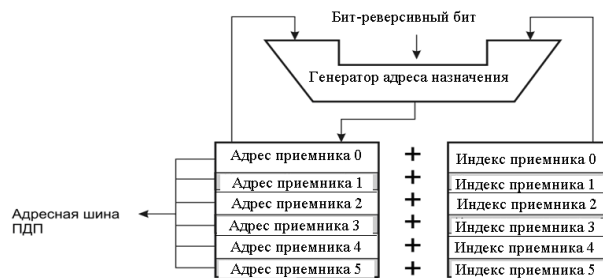 Бит-реверсивный бит
Генератор адреса назначения
Адрес приемника 0
+
Индекс приемника 0
Адрес приемника 1
+
Индекс приемника 1
Адрес приемника 2
+
Индекс приемника 2
Адресная шина
ПДП
Адрес приемника 3
+
Индекс приемника 3
Адрес приемника 4
+
Индекс приемника 4
Адрес приемника 5
+
Индекс приемника 5